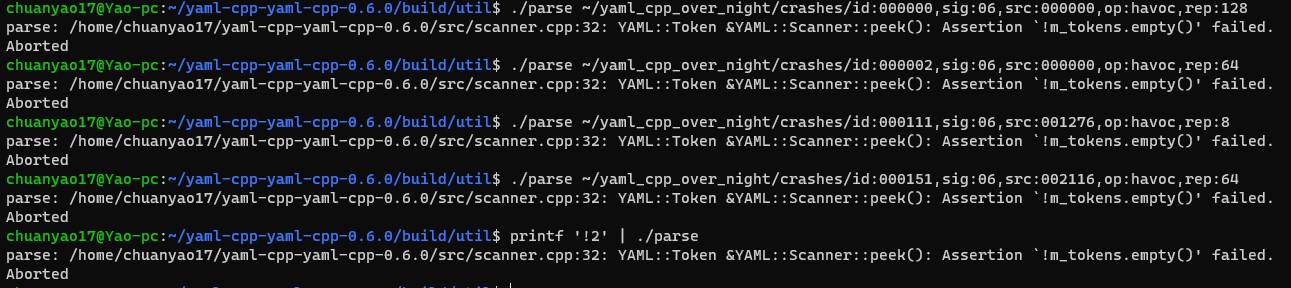 chuanyao17@Yao-pc:~/yaml-cpp-yaml-cpp-0.6.0/build/util$ ./parse ~/yaml_cpp_over_night/crashes/id:000000,sig:06,src:000000,op:havoc,rep:128
parse: /home/chuanyao17/yaml-cpp-yaml-cpp-0.6.0/src/scanner.cpp:32: YAML::Token &YAML::Scanner::peek(): Assertion `!m_tokens.empty()' failed.
Aborted
chuanyao17@Yao-pc:~/yaml-cpp-yaml-cpp-0.6.0/build/util$ ./parse ~/yaml_cpp_over_night/crashes/id:000002,sig:06,src:000000,op:havoc,rep:64
parse: /home/chuanyao17/yaml-cpp-yaml-cpp-0.6.0/src/scanner.cpp:32: YAML::Token &YAML::Scanner::peek(): Assertion `!m_tokens.empty()' failed.
Aborted
chuanyao17@Yao-pc:~/yaml-cpp-yaml-cpp-0.6.0/build/util$ ./parse ~/yaml_cpp_over_night/crashes/id:000111,sig:06,src:001276,op:havoc,rep:8
parse: /home/chuanyao17/yaml-cpp-yaml-cpp-0.6.0/src/scanner.cpp:32: YAML::Token &YAML::Scanner::peek(): Assertion `!m_tokens.empty()' failed.
Aborted
chuanyao17@Yao-pc:~/yaml-cpp-yaml-cpp-0.6.0/build/util$ ./parse ~/yaml_cpp_over_night/crashes/id:000151,sig:06,src:002116,op:havoc,rep:64
parse: /home/chuanyao17/yaml-cpp-yaml-cpp-0.6.0/src/scanner.cpp:32: YAML::Token &YAML::Scanner::peek(): Assertion `!m_tokens.empty()' failed.
Aborted
chuanyao17@Yao-pc:~/yaml-cpp-yaml-cpp-0.6.0/build/util$ printf '!2' | ./parse
parse: /home/chuanyao17/yaml-cpp-yaml-cpp-0.6.0/src/scanner.cpp:32: YAML::Token &YAML::Scanner::peek(): Assertion `!m_tokens.empty()' failed.
Aborted